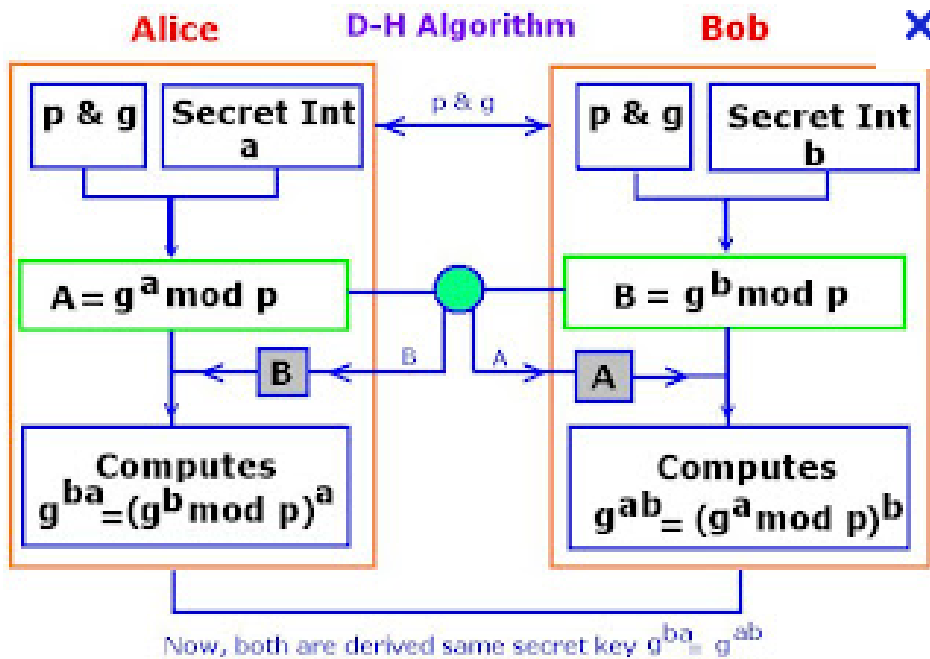 Alice D-H Algorithm Bob
p & g
Secret Int
a
p & g
p & g
Secret Int
b
A = g^a mod p
B = g^b mod p
B
B
A
A
Computes
g^ba=(g^b mod p)^a
Computes
g^ab= (g^a mod p)^b
Now, both are derived same secret key g^ba= g^ab